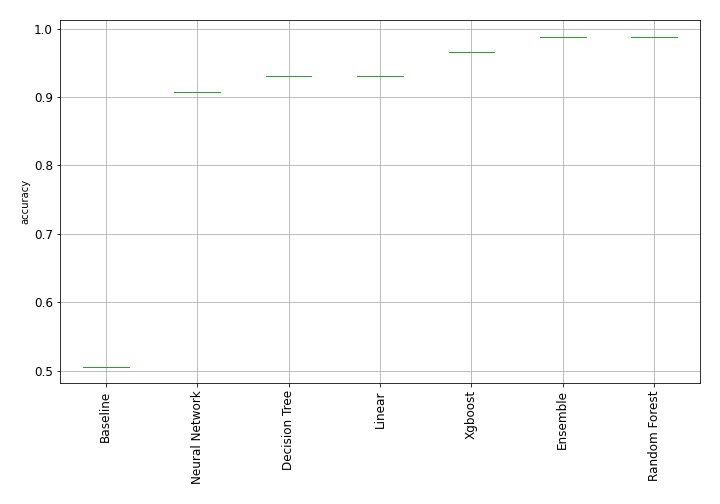 1.0
0.9
0.8
0.7
0.6
0.5
accuracy
Baseline
Neural Network
Decision Tree
Linear
Xgboost
Ensemble
Random Forest